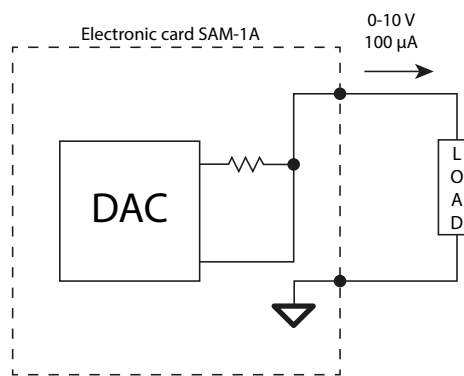 Electronic card SAM-1A
0-10 V
100 µA
DAC
L
O
A
D